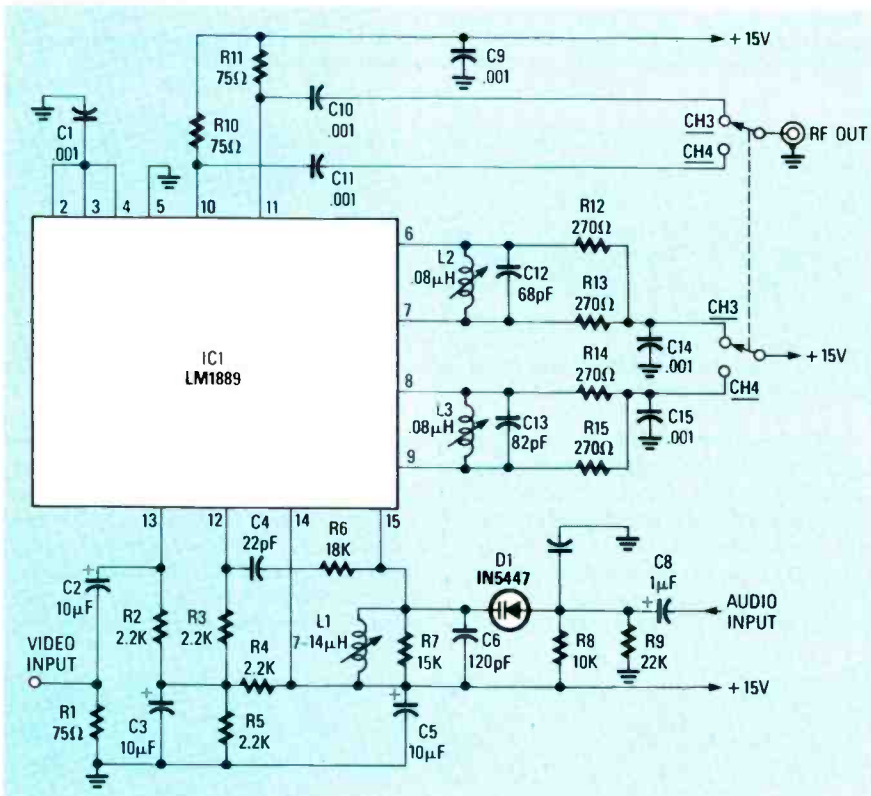 +15V
C9
.001
R11
75Ω
C10
.001
CH3
RF OUT
CH4
C1
.001
R10
75Ω
C11
.001
2 3 4 5 10 11
6
7
8
9
R12
270Ω
L2
.08µH
C12
68pF
R13
270Ω
CH3
C14
.001
+15V
CH4
R14
270Ω
L3
.08µH
C13
82pF
C15
.001
R15
270Ω
IC1
LM1889
13 12 14 15
C4
22pF
R6
18K
D1
IN5447
C8
1µF
+
AUDIO
INPUT
+
C2
10µF
R2
2.2K
R3
2.2K
L1
7-14µH
R7
15K
C6
120pF
R8
10K
R9
22K
VIDEO
INPUT
R4
2.2K
+15V
R1
75Ω
+
C3
10µF
R5
2.2K
+
C5
10µF